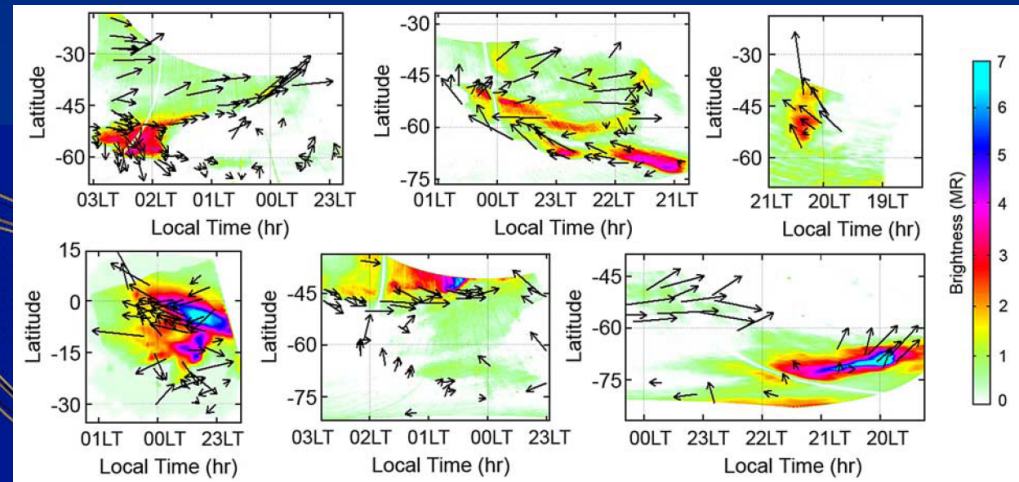 -30
-45
-60
Latitude
03LT 02LT 01LT 00LT 23LT
Local Time (hr)
-30
-45
-60
-75
Latitude
01LT 00LT 23LT 22LT 21LT
Local Time (hr)
-30
-45
-60
Latitude
21LT 20LT 19LT
Local Time (hr)
15
0
-15
-30
Latitude
01LT 00LT 23LT
Local Time (hr)
-45
-60
-75
Latitude
03LT 02LT 01LT 00LT 23LT
Local Time (hr)
-45
-60
-75
Latitude
00LT 23LT 22LT 21LT 20LT
Local Time (hr)
7
6
5
4
3
2
1
0
Brightness (MR)